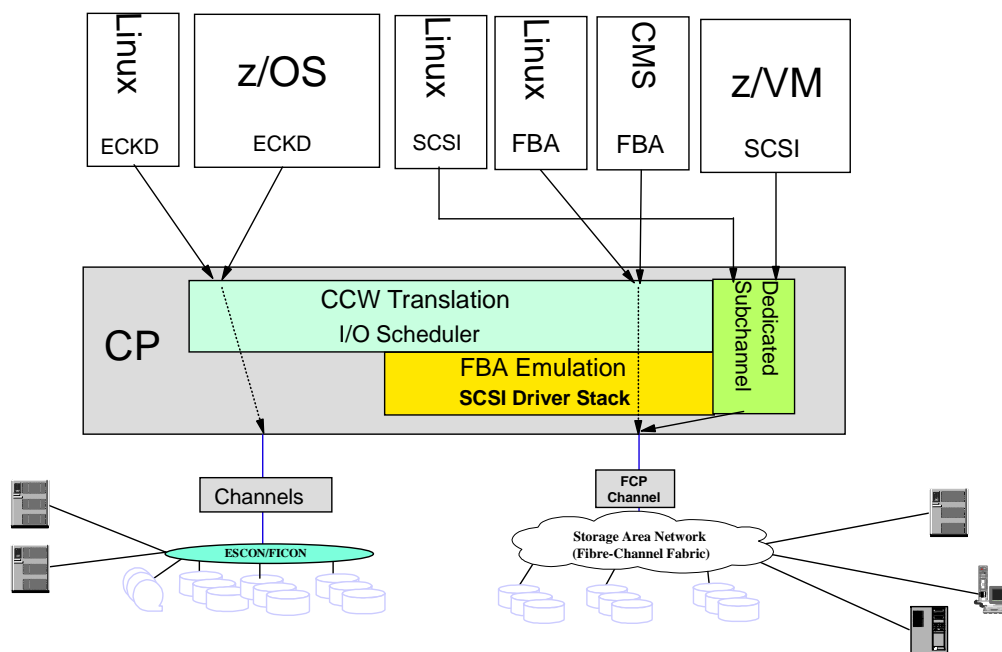 Linux
ECKD
z/OS
ECKD
Linux
SCSI
Linux
FBA
CMS
FBA
z/VM
SCSI
CP
CCW Translation
I/O Scheduler
FBA Emulation
SCSI Driver Stack
Dedicated
Subchannel
Channels
FCP
Channel
ESCON/FICON
Storage Area Network
(Fibre-Channel Fabric)